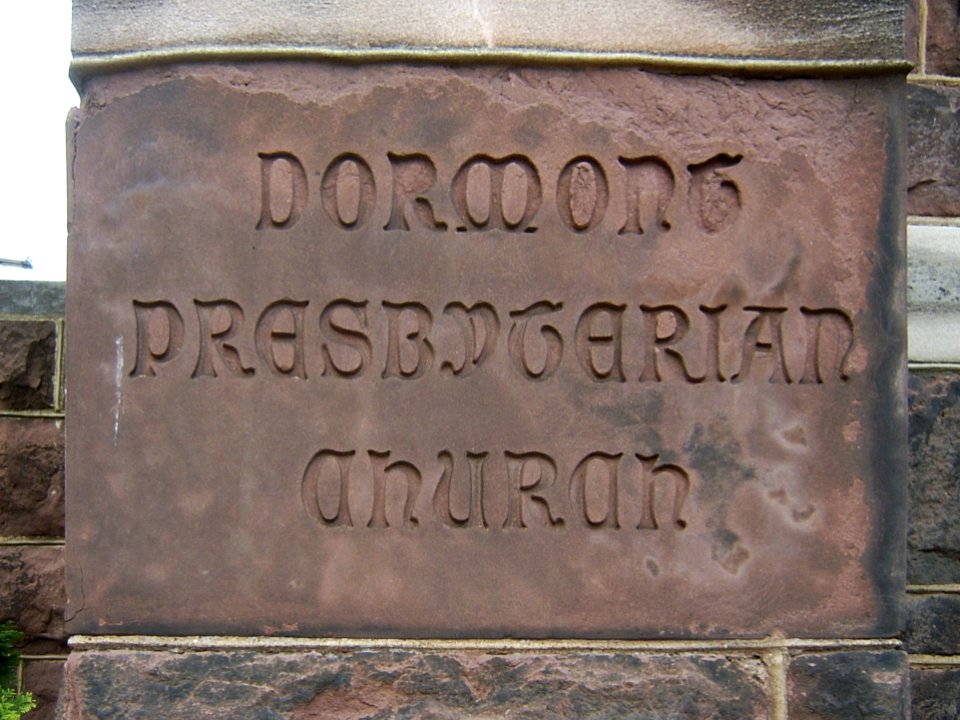 DORMONT
PRESBYTERIAN
CHURCH